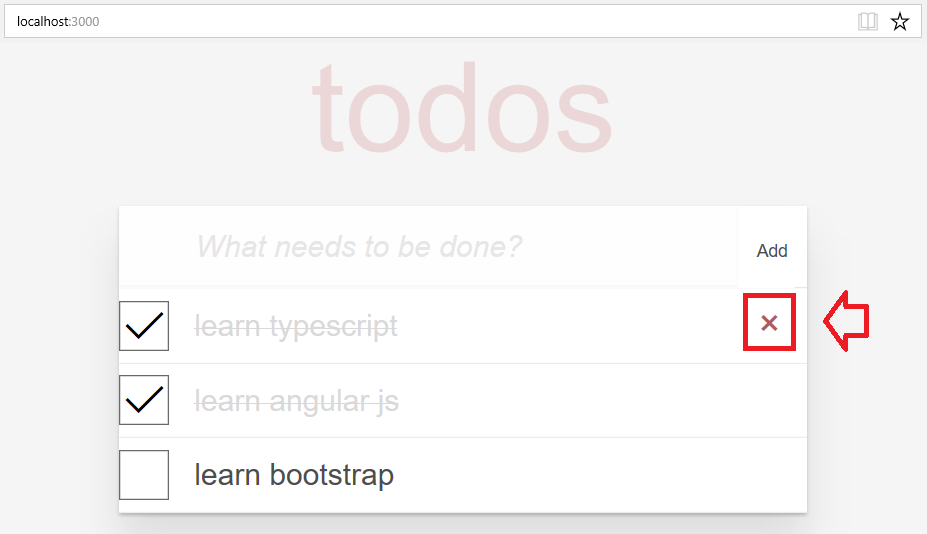 localhost:3000
todos
What needs to be done?
Add
learn typescript
learn angular js
learn bootstrap